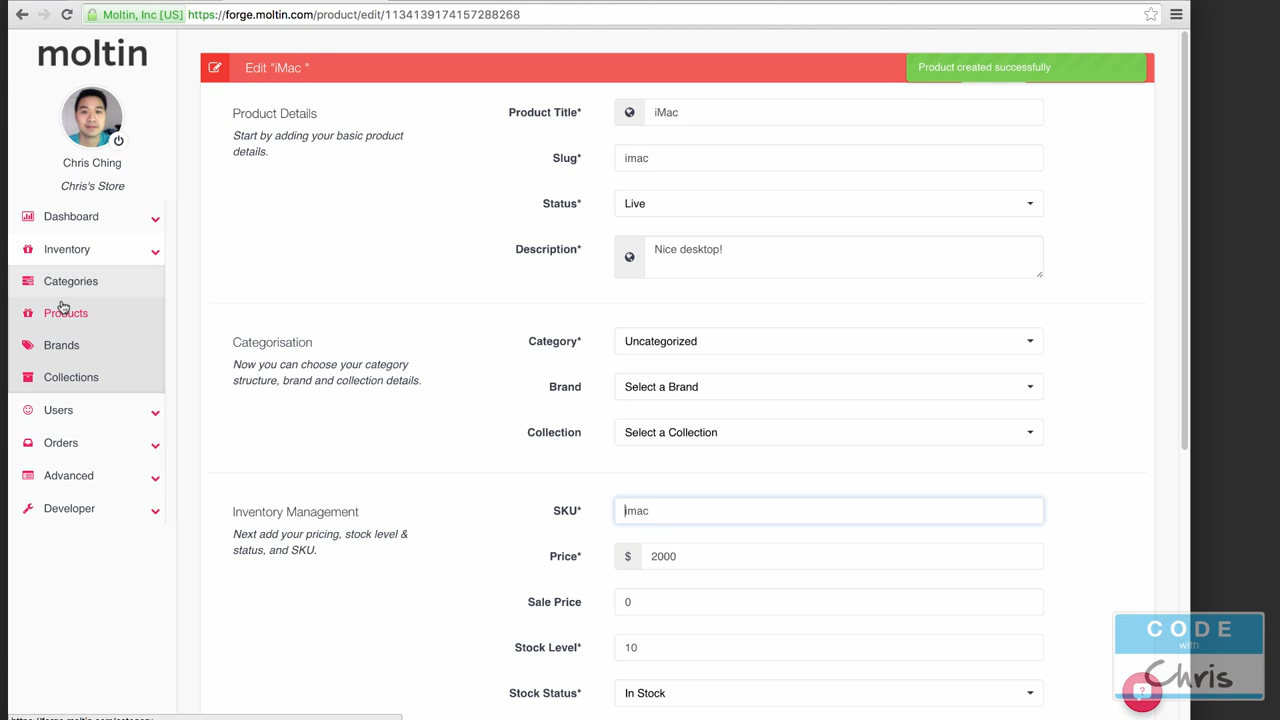 Moltin, Inc [US] https://forge.moltin.com/product/edit/1134139174157288268
moltin
Chris Ching
Chris's Store
Dashboard
Inventory
Categories
Products
Brands
Collections
Users
Orders
Advanced
Developer
Edit "iMac "
Product created successfully
Product Details
Start by adding your basic product
details.
Product Title* iMac
Slug* imac
Status* Live
Description* Nice desktop!
Categorisation
Now you can choose your category
structure, brand and collection details.
Category* Uncategorized
Brand Select a Brand
Collection Select a Collection
Inventory Management
Next add your pricing, stock level &
status, and SKU.
SKU* imac
Price* $ 2000
Sale Price 0
Stock Level* 10
Stock Status* In Stock
CODE
with
Chris